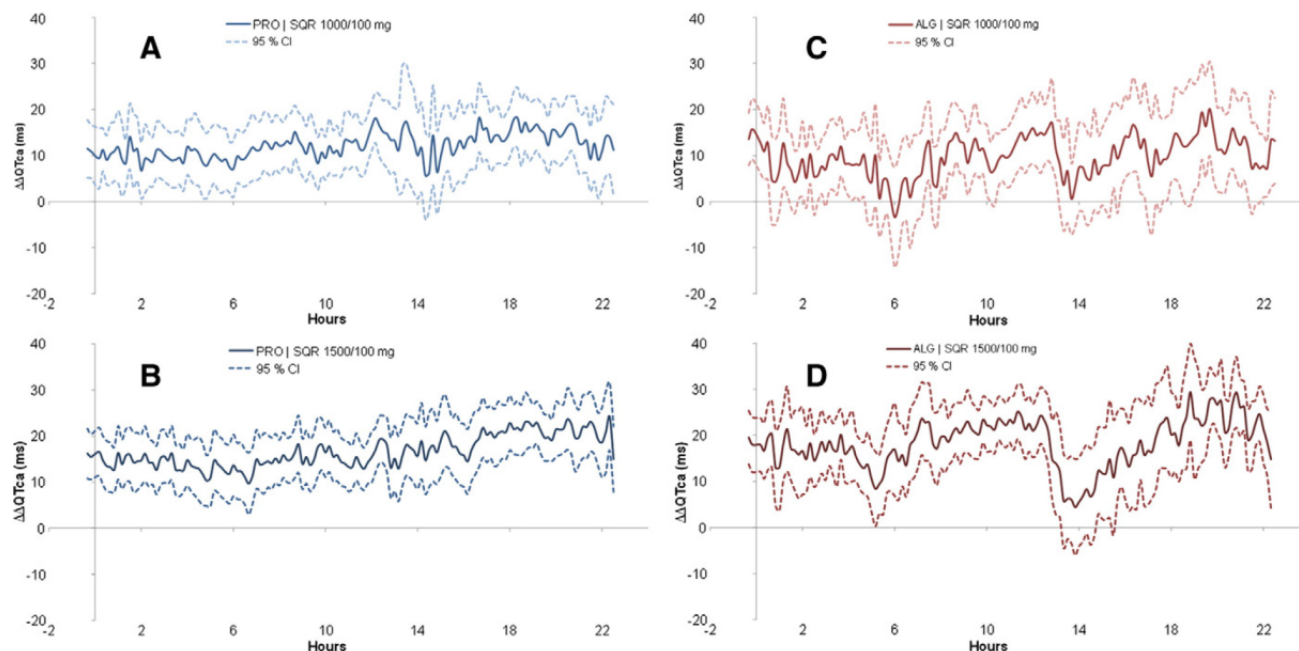 A
PRO | SQR 1000/100 mg
95 % CI
ΔΔQTca (ms)
40
30
20
10
0
-10
-20
-2
2
6
10
14
18
22
Hours
C
ALG | SQR 1000/100 mg
95 % CI
ΔΔQTca (ms)
40
30
20
10
0
-10
-20
-2
2
6
10
14
18
22
Hours
B
PRO | SQR 1500/100 mg
95 % CI
ΔΔQTca (ms)
40
30
20
10
0
-10
-20
-2
2
6
10
14
18
22
Hours
D
ALG | SQR 1500/100 mg
95 % CI
ΔΔQTca (ms)
40
30
20
10
0
-10
-20
-2
2
6
10
14
18
22
Hours